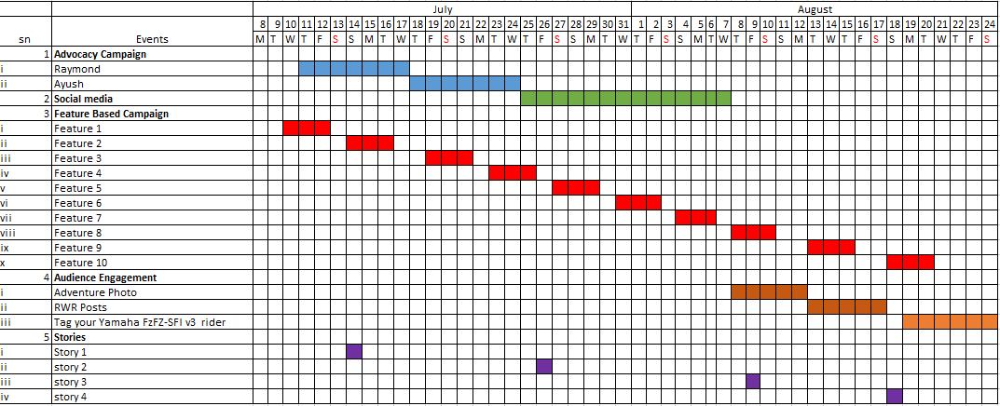 July August
8 9 10 11 12 13 14 15 16 17 18 19 20 21 22 23 24 25 26 27 28 29 30 31 1 2 3 4 5 6 7 8 9 10 11 12 13 14 15 16 17 18 19 20 21 22 23 24
sn Events M T W T F S S M T W T F S S M T W T F S S M T W T F S S M T W T F S S M T W T F S S M T W T F S
1 Advocacy Campaign
i Raymond
ii Ayush
2 Social media
3 Feature Based Campaign
i Feature 1
ii Feature 2
iii Feature 3
iv Feature 4
v Feature 5
vi Feature 6
vii Feature 7
viii Feature 8
ix Feature 9
x Feature 10
4 Audience Engagement
i Adventure Photo
ii RWR Posts
iii Tag your Yamaha FzFZ-SFI v3 rider
5 Stories
i Story 1
ii story 2
iii story 3
iv story 4